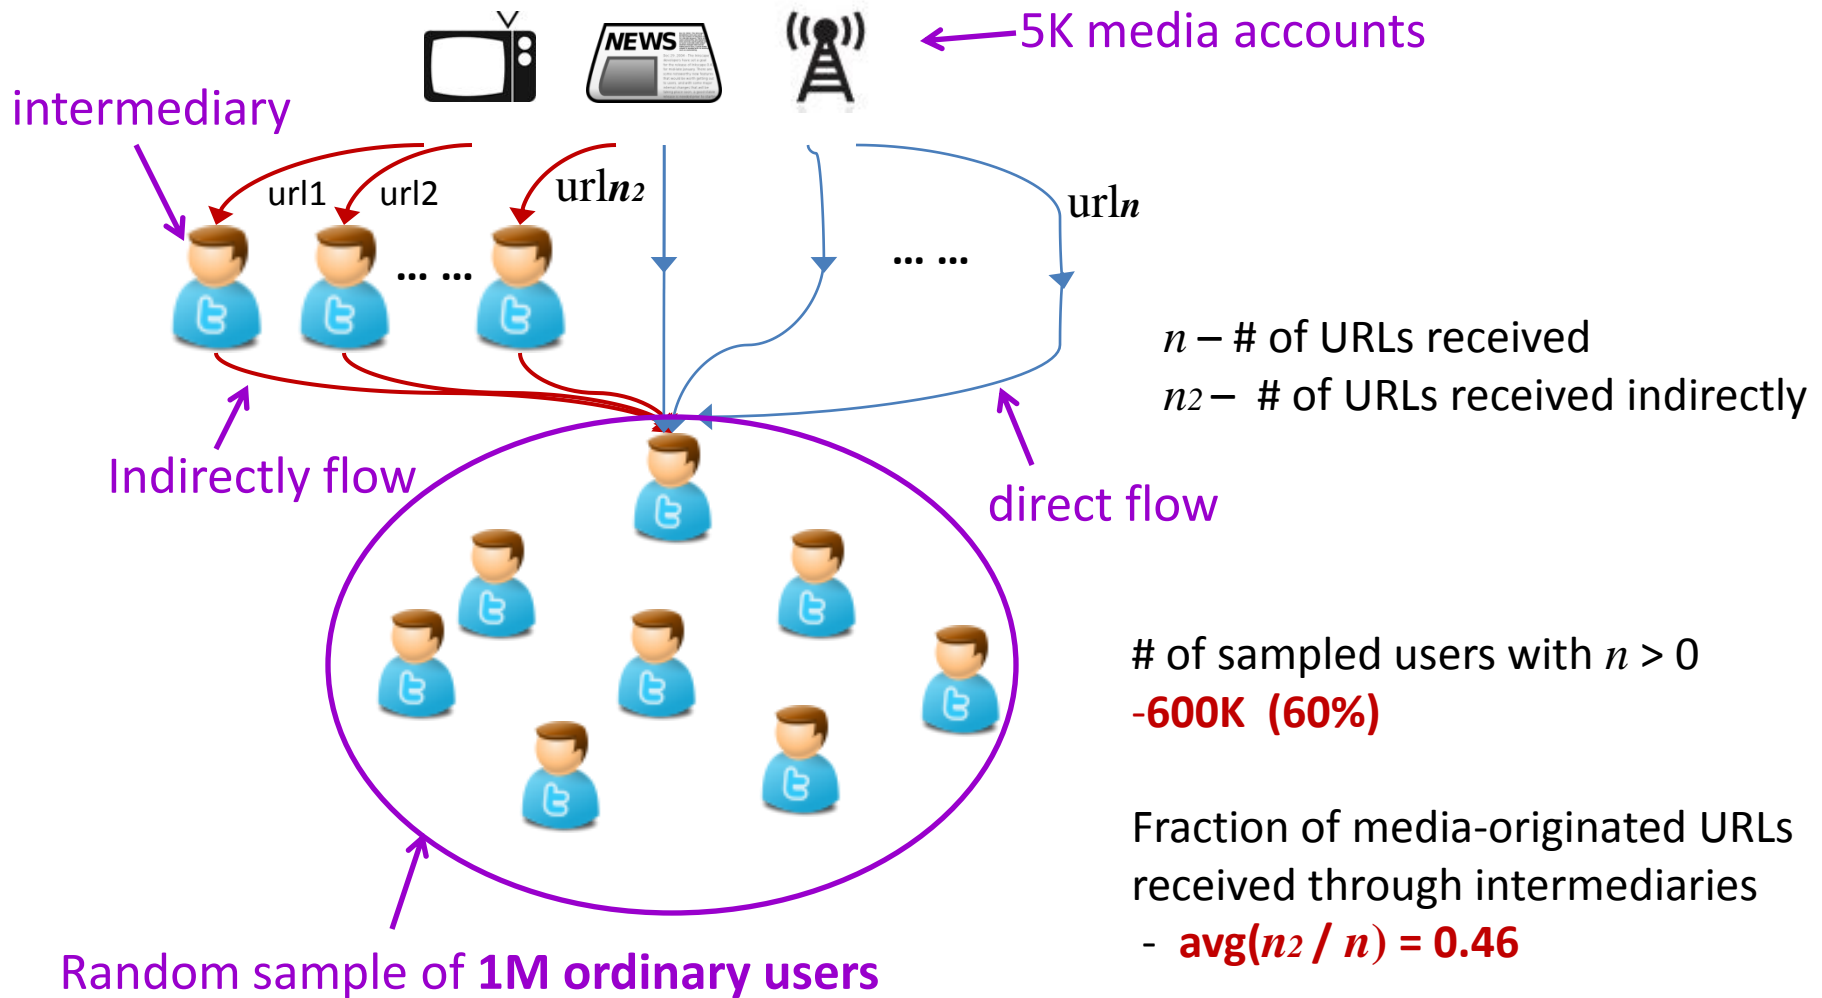 5K media accounts
NEWS
intermediary
url1
url2
urln2
urln
... ...
... ...
n – # of URLs received
n2 – # of URLs received indirectly
Indirectly flow
direct flow
# of sampled users with n > 0
-600K (60%)
Fraction of media-originated URLs
received through intermediaries
- avg(n2 / n) = 0.46
Random sample of 1M ordinary users